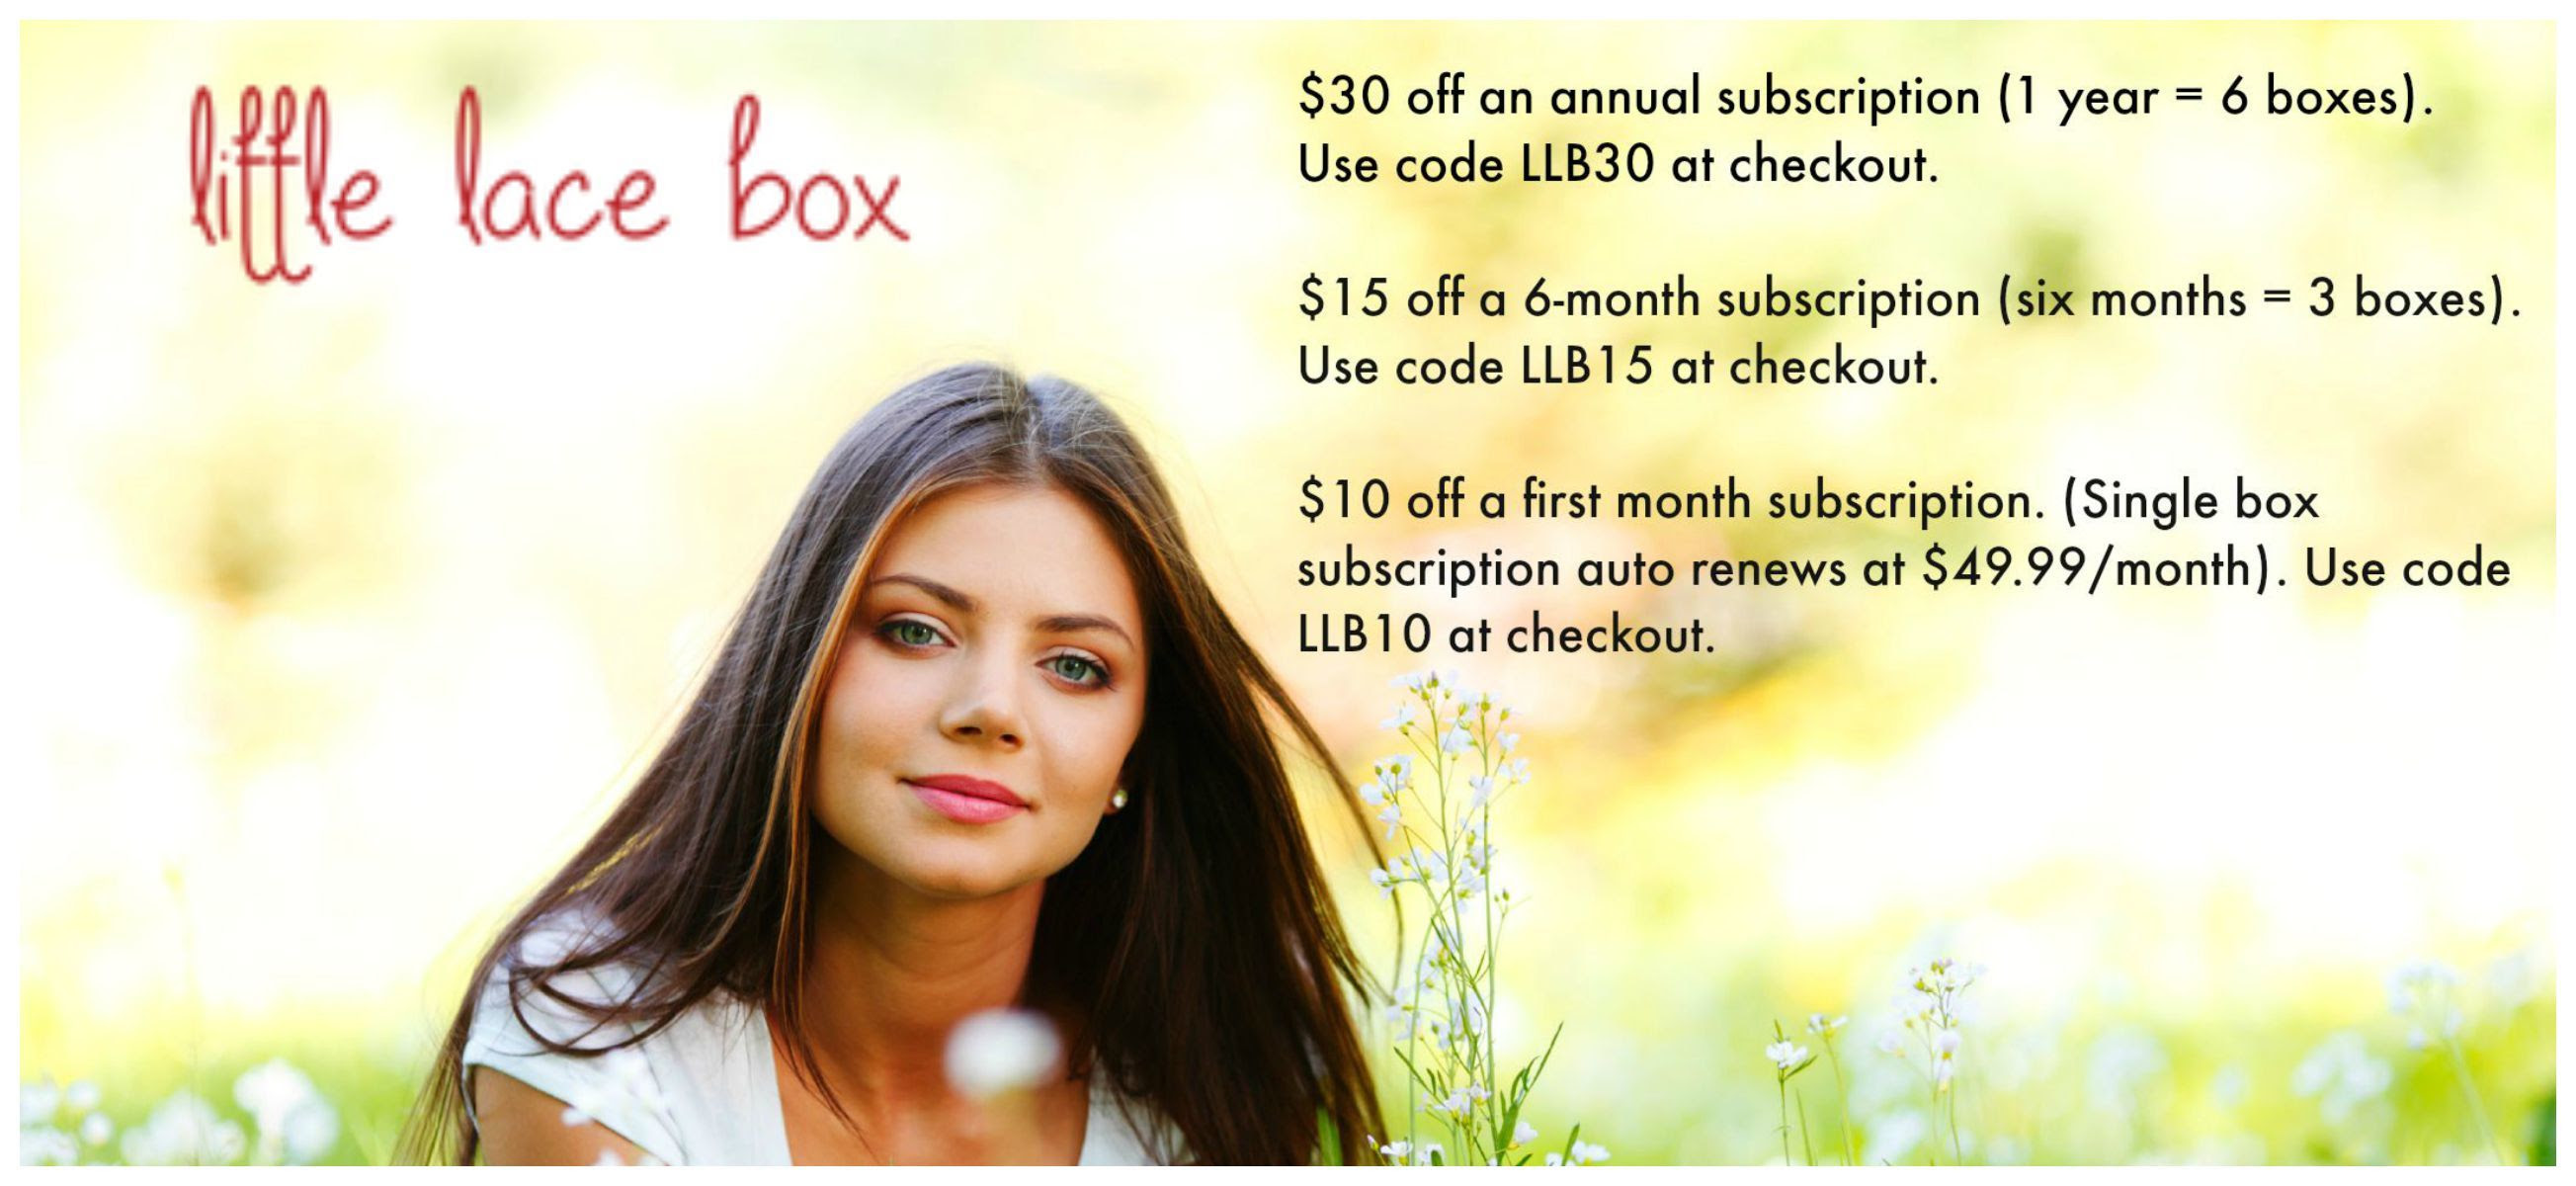 little lace box
$30 off an annual subscription (1 year = 6 boxes).
Use code LLB30 at checkout.
$15 off a 6-month subscription (six months = 3 boxes).
Use code LLB15 at checkout.
$10 off a first month subscription. (Single box
subscription auto renews at $49.99/month). Use code
LLB10 at checkout.